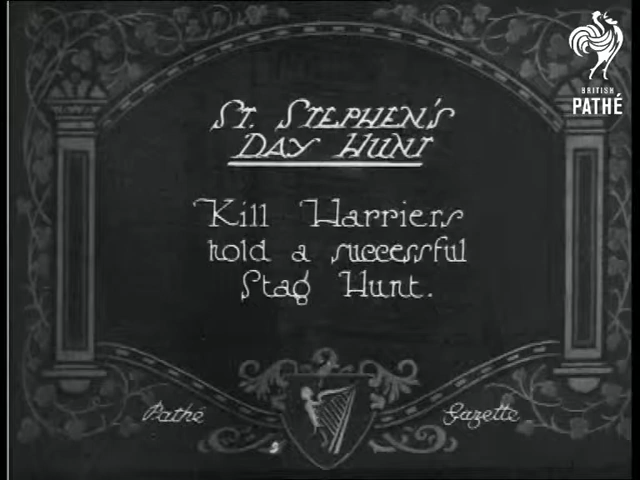 BRITISH
PATHÉ
ST. STEPHEN'S
DAY HUNT
Kill Harriers
hold a successful
Stag Hunt.
Pathé Gazette